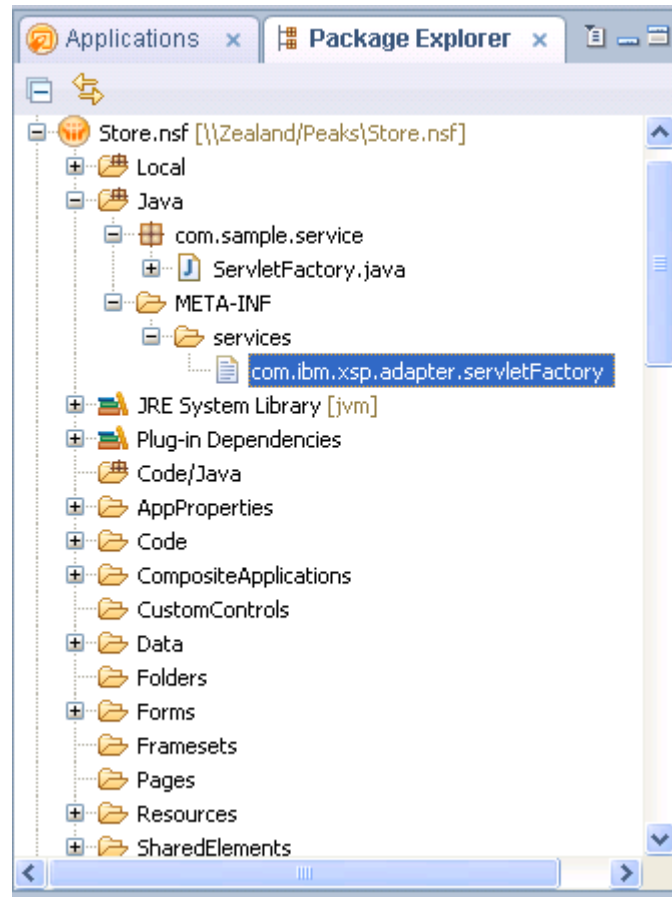 Applications
Package Explorer
Store.nsf [\\Zealand/Peaks\Store.nsf]
Local
Java
com.sample.service
ServletFactory.java
META-INF
services
com.ibm.xsp.adapter.servletFactory
JRE System Library [jvm]
Plug-in Dependencies
Code/Java
AppProperties
Code
CompositeApplications
CustomControls
Data
Folders
Forms
Framesets
Pages
Resources
SharedElements